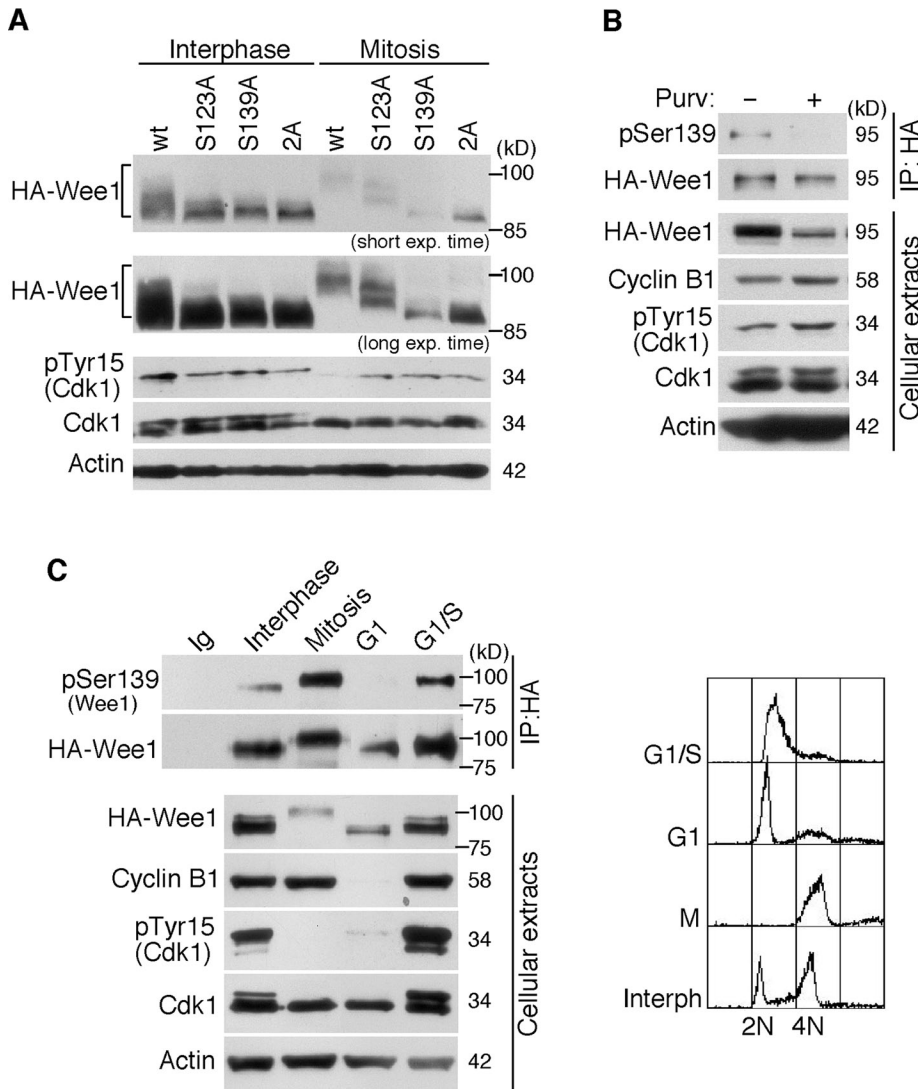 A
Interphase Mitosis
wt S123A S139A 2A wt S123A S139A 2A (kD)
HA-Wee1 100
85
(short exp. time)
HA-Wee1 100
85
(long exp. time)
pTyr15
(Cdk1) 34
Cdk1 34
Actin 42
B
Purv: – + (kD)
pSer139 95
HA-Wee1 95
IP: HA
HA-Wee1 95
Cyclin B1 58
pTyr15
(Cdk1) 34
Cdk1 34
Actin 42
Cellular extracts
C
Ig Interphase Mitosis G1 G1/S (kD)
pSer139
(Wee1) 100
75
HA-Wee1 100
75
IP:HA
HA-Wee1 100
75
Cyclin B1 58
pTyr15
(Cdk1) 34
Cdk1 34
Actin 42
Cellular extracts
G1/S
G1
M
Interph
2N 4N